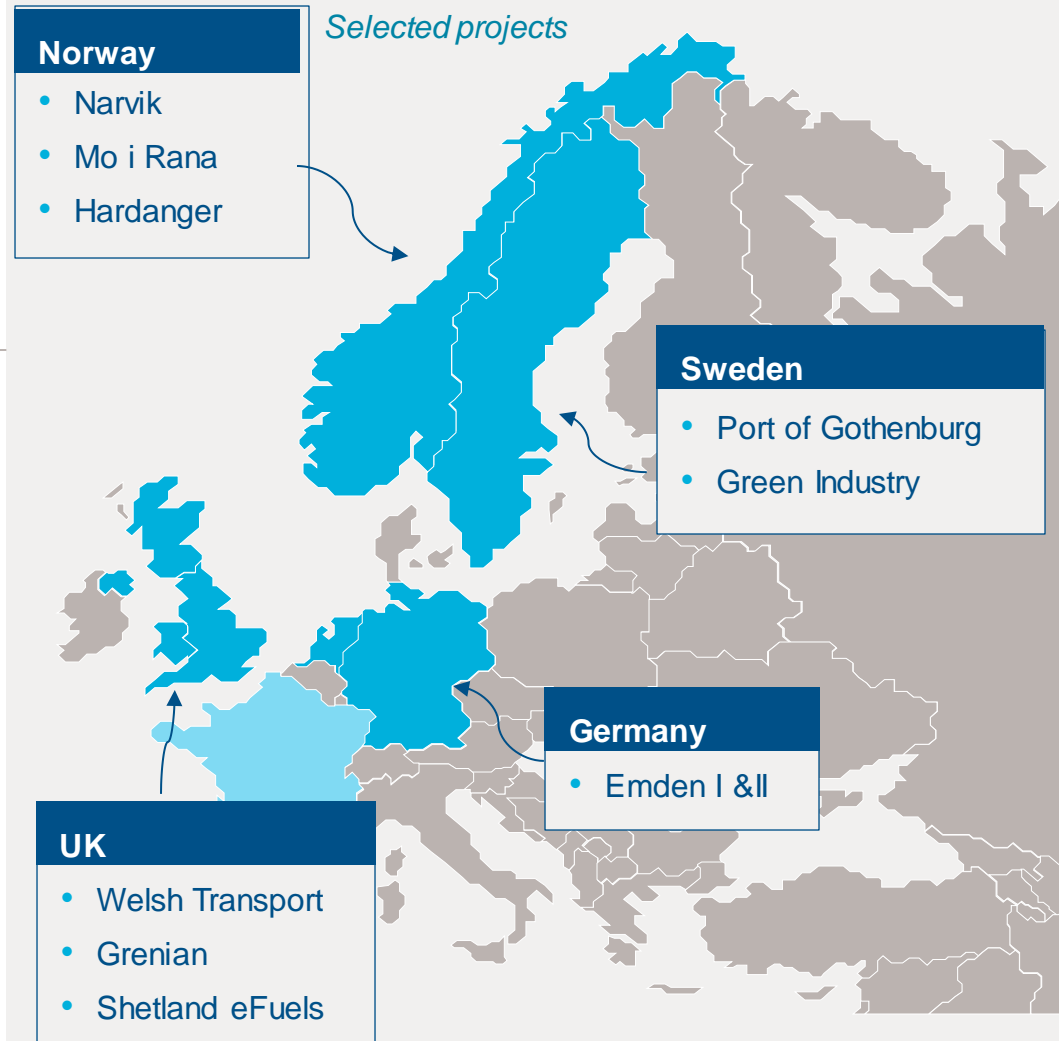 Selected projects
Norway
• Narvik
• Mo i Rana
• Hardanger
Sweden
• Port of Gothenburg
• Green Industry
Germany
• Emden I &II
UK
• Welsh Transport
• Grenian
• Shetland eFuels